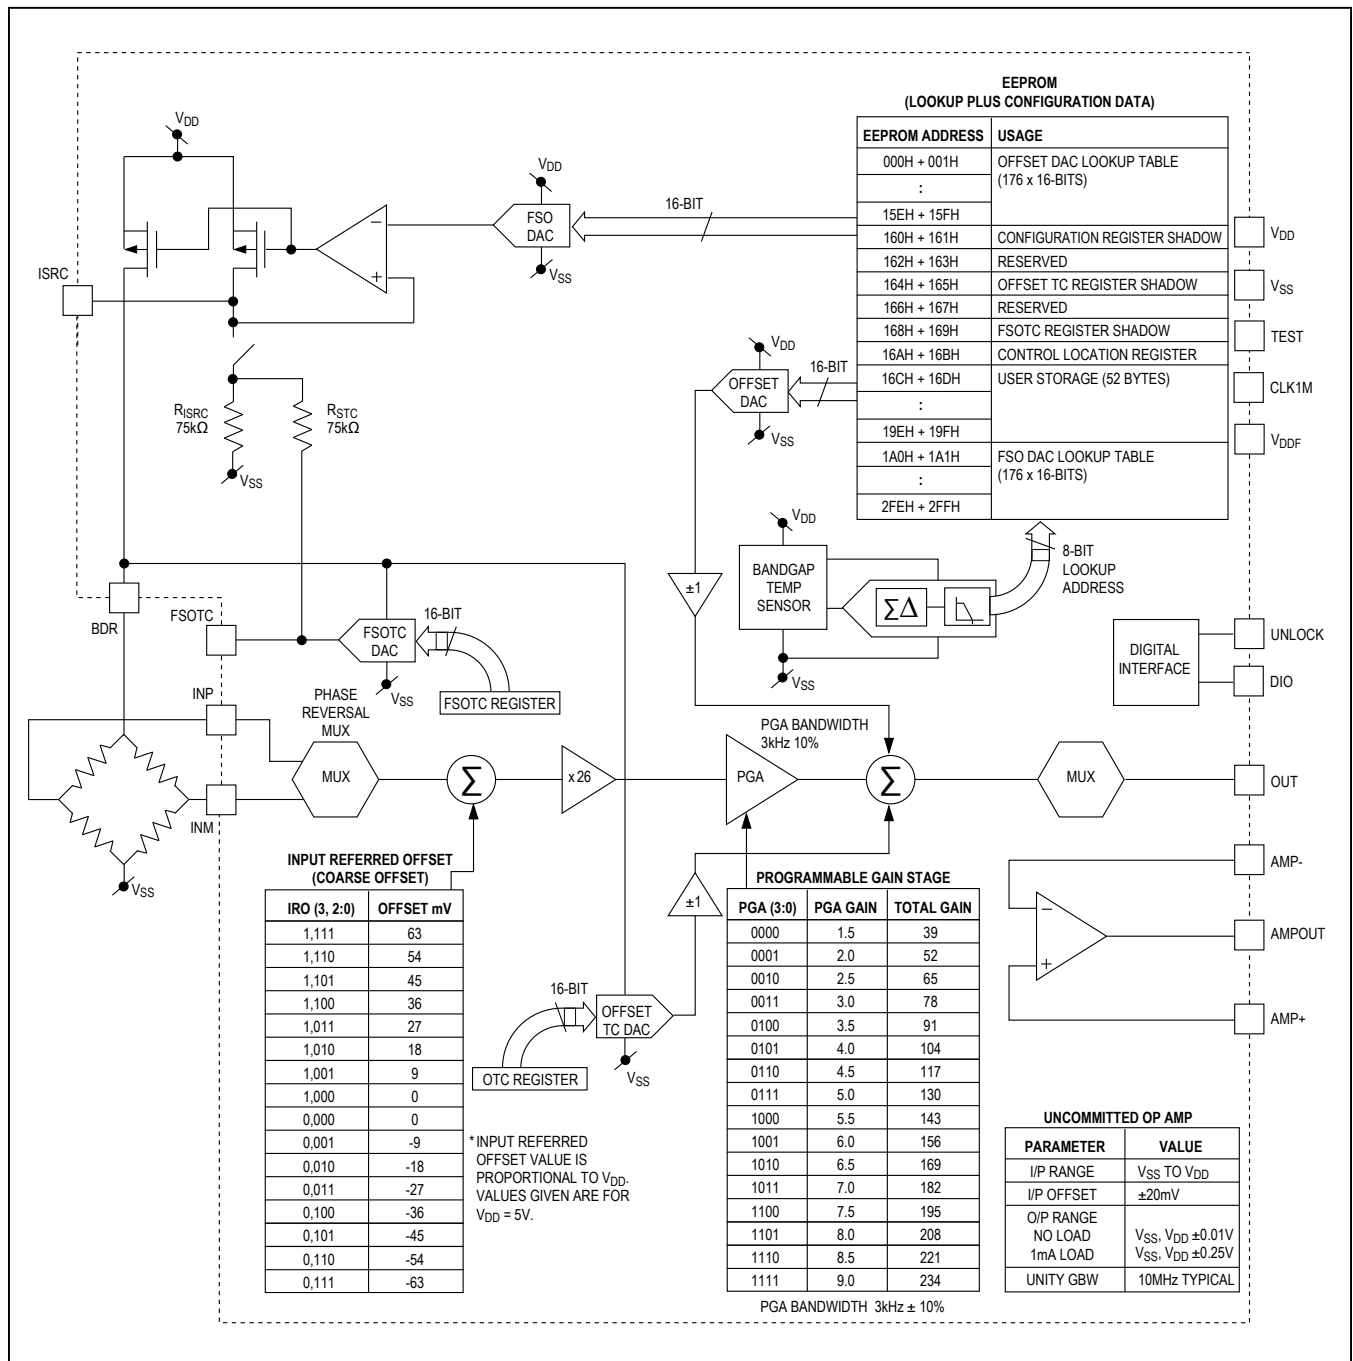 EEPROM
(LOOKUP PLUS CONFIGURATION DATA)
EEPROM ADDRESS USAGE
000H + 001H OFFSET DAC LOOKUP TABLE
(176 x 16-BITS)
:
15EH + 15FH
160H + 161H CONFIGURATION REGISTER SHADOW
162H + 163H RESERVED
164H + 165H OFFSET TC REGISTER SHADOW
166H + 167H RESERVED
168H + 169H FSOTC REGISTER SHADOW
16AH + 16BH CONTROL LOCATION REGISTER
16CH + 16DH USER STORAGE (52 BYTES)
:
19EH + 19FH
1A0H + 1A1H FSO DAC LOOKUP TABLE
(176 x 16-BITS)
:
2FEH + 2FFH
VDD
VDD
16-BIT
FSO
DAC
VSS
−
+
ISRC
RISRC
75kΩ
RSTC
75kΩ
VSS
VDD
16-BIT
OFFSET
DAC
VSS
VDD
VSS
TEST
CLK1M
VDDF
VDD
BANDGAP
TEMP
SENSOR
ΣΔ
8-BIT
LOOKUP
ADDRESS
VSS
±1
BDR
FSOTC
16-BIT
FSOTC
DAC
VSS
FSOTC REGISTER
DIGITAL
INTERFACE
UNLOCK
DIO
INP
PHASE
REVERSAL
MUX
MUX
INM
VSS
Σ
x 26
PGA BANDWIDTH
3kHz 10%
PGA
Σ
MUX
OUT
AMP-
−
AMPOUT
+
AMP+
INPUT REFERRED OFFSET
(COARSE OFFSET)
IRO (3, 2:0) OFFSET mV
1,111 63
1,110 54
1,101 45
1,100 36
1,011 27
1,010 18
1,001 9
1,000 0
0,000 0
0,001 -9
0,010 -18
0,011 -27
0,100 -36
0,101 -45
0,110 -54
0,111 -63
* INPUT REFERRED
OFFSET VALUE IS
PROPORTIONAL TO VDD.
VALUES GIVEN ARE FOR
VDD = 5V.
±1
16-BIT
OFFSET
TC DAC
OTC REGISTER
VSS
PROGRAMMABLE GAIN STAGE
PGA (3:0) PGA GAIN TOTAL GAIN
0000 1.5 39
0001 2.0 52
0010 2.5 65
0011 3.0 78
0100 3.5 91
0101 4.0 104
0110 4.5 117
0111 5.0 130
1000 5.5 143
1001 6.0 156
1010 6.5 169
1011 7.0 182
1100 7.5 195
1101 8.0 208
1110 8.5 221
1111 9.0 234
PGA BANDWIDTH 3kHz ± 10%
UNCOMMITTED OP AMP
PARAMETER VALUE
I/P RANGE VSS TO VDD
I/P OFFSET ±20mV
O/P RANGE
NO LOAD VSS, VDD ±0.01V
1mA LOAD VSS, VDD ±0.25V
UNITY GBW 10MHz TYPICAL